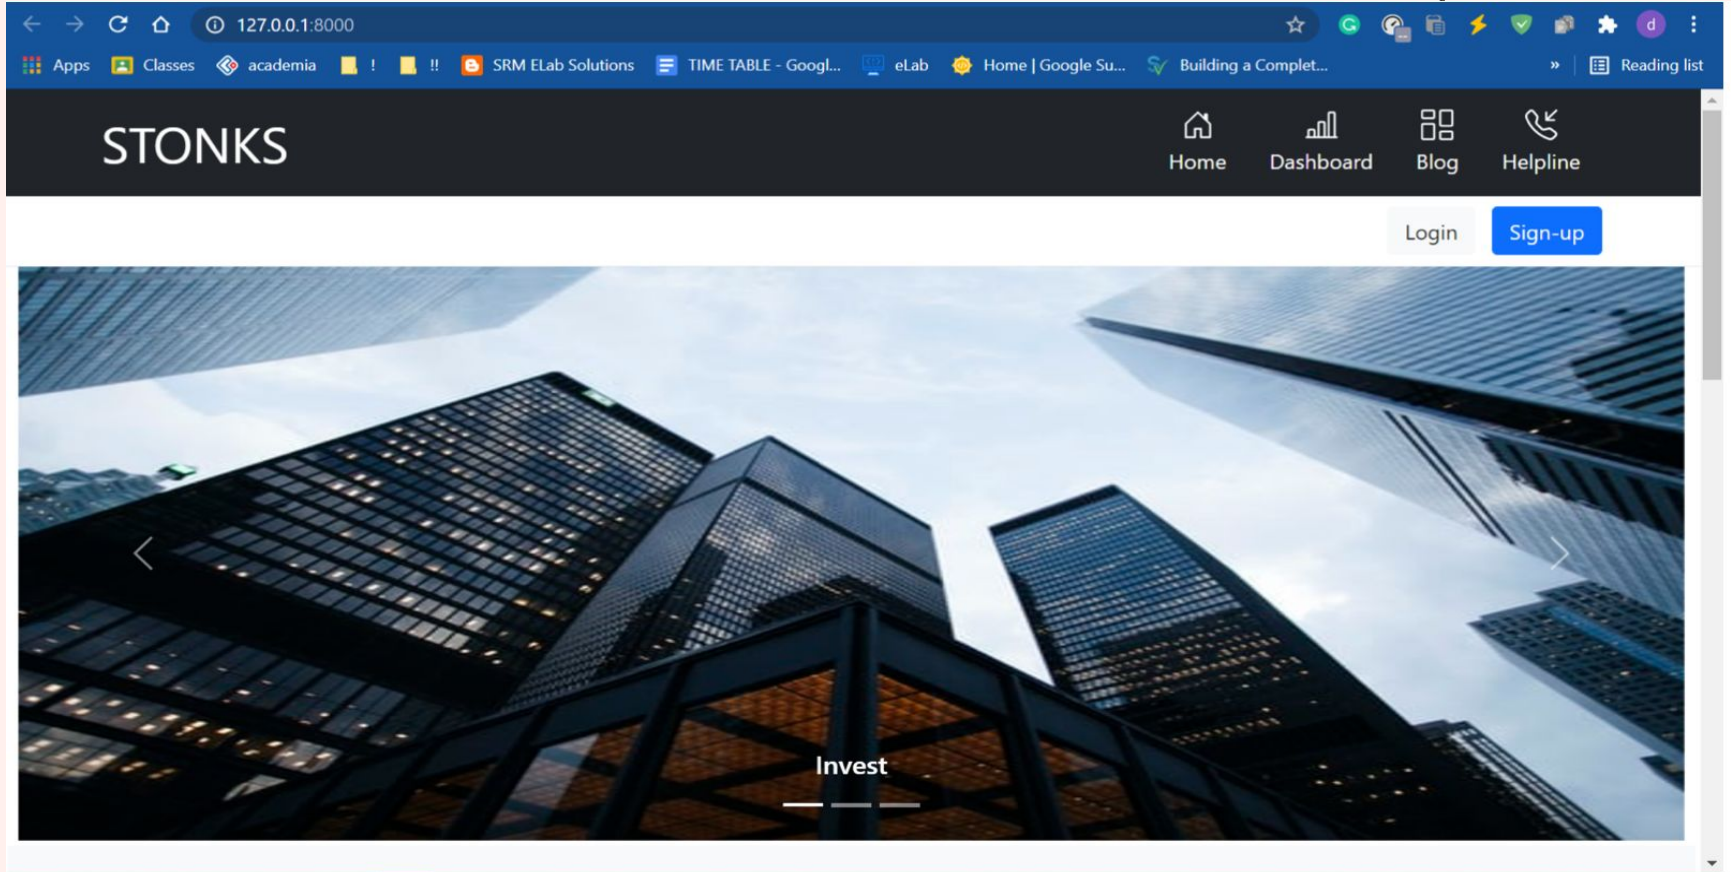 127.0.0.1:8000
d
Apps Classes academia ! !! SRM ELab Solutions TIME TABLE - Googl... eLab Home | Google Su... Building a Complet... » Reading list
STONKS
Home Dashboard Blog Helpline
Login Sign-up
Invest